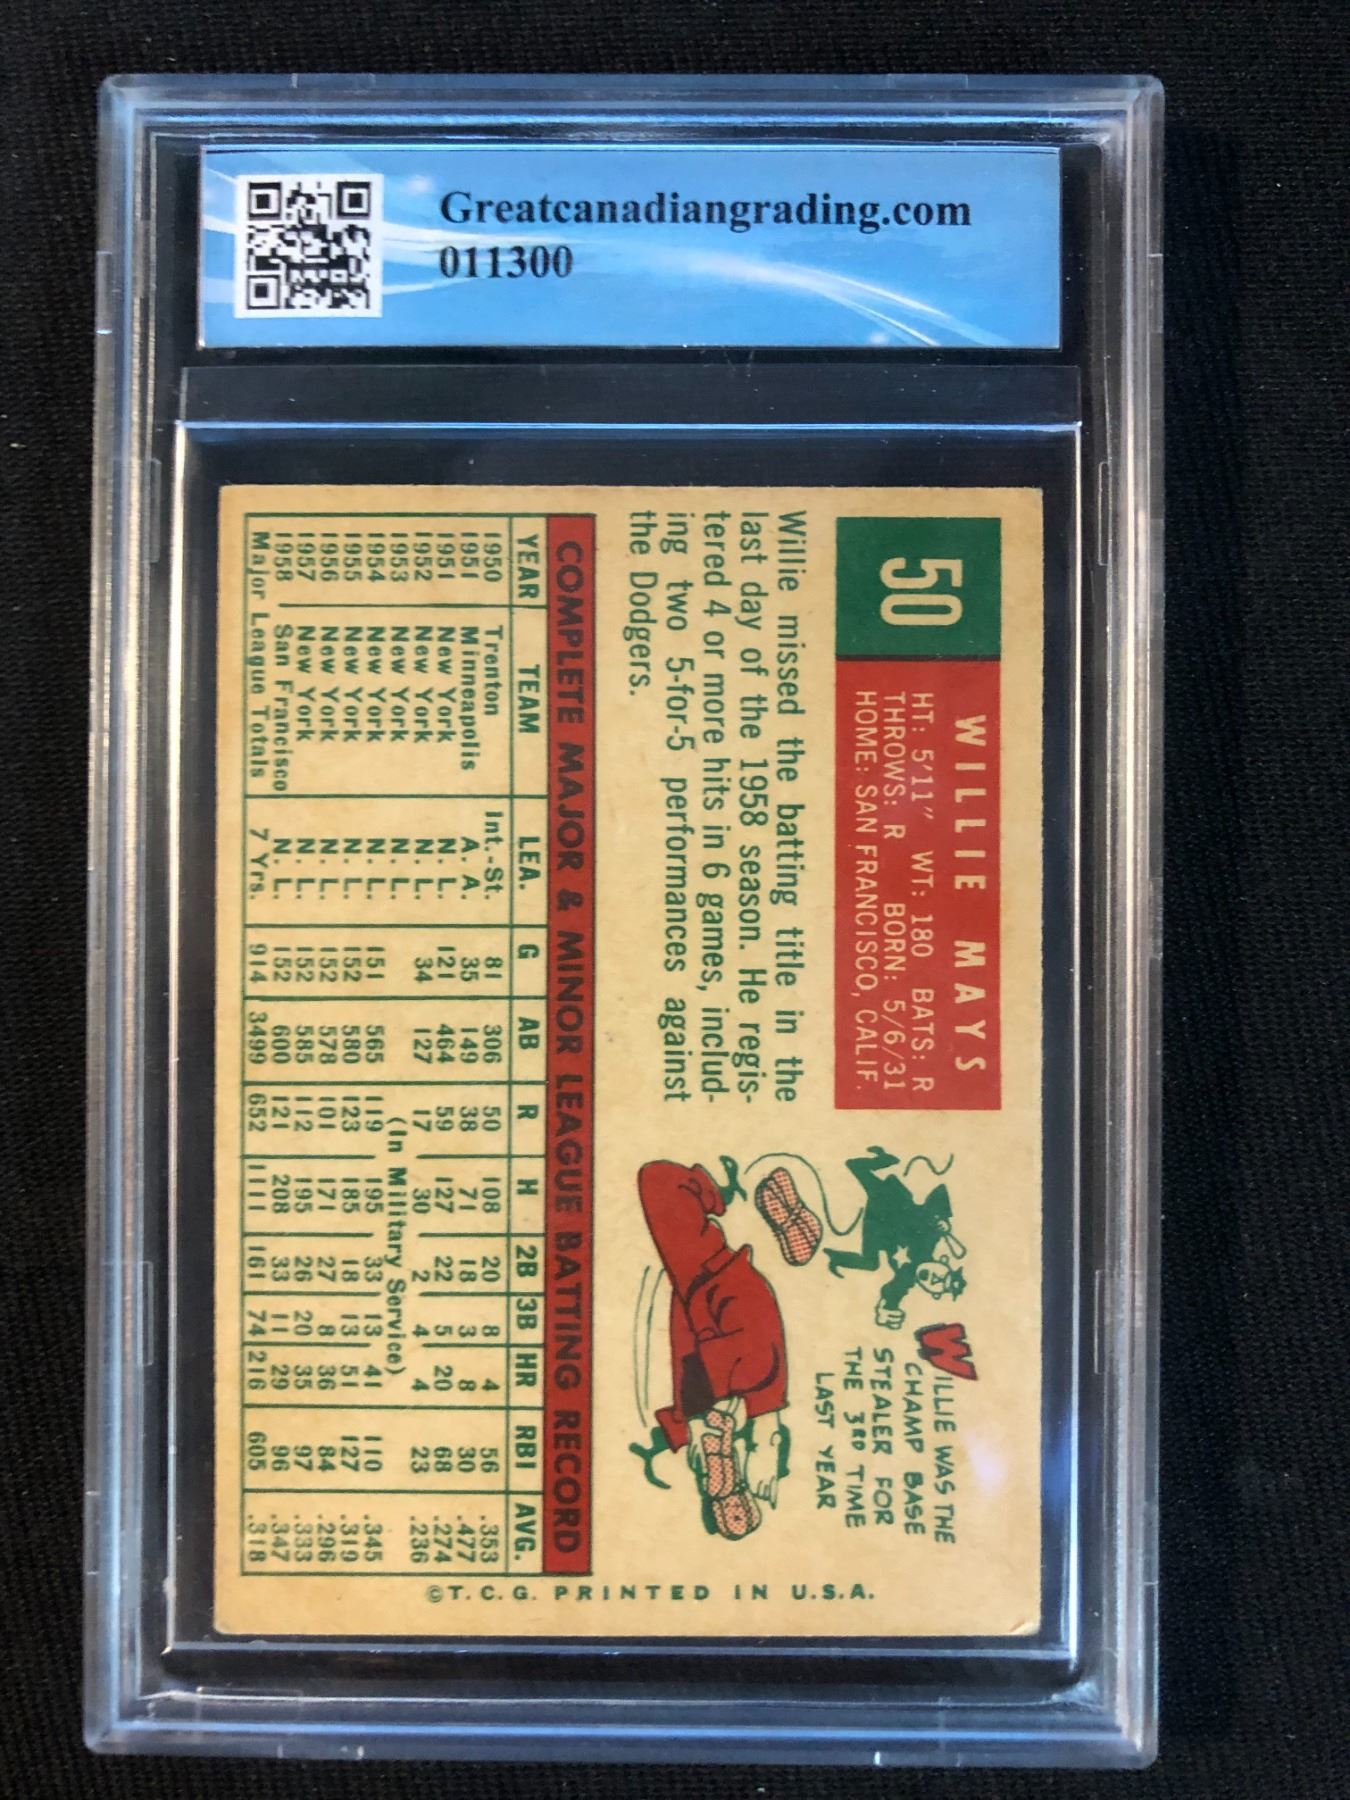 Greatcanadiangrading.com
011300
50
WILLIE MAYS
HT: 5'11" WT: 180 BATS: R
THROWS: R BORN: 5/6/31
HOME: SAN FRANCISCO, CALIF.
Willie missed the batting title in the
last day of the 1958 season. He regis-
tered 4 or more hits in 6 games, includ-
ing two 5-for-5 performances against
the Dodgers.
WILLIE WAS THE
CHAMP BASE
STEALER FOR
THE 3RD TIME
LAST YEAR
COMPLETE MAJOR & MINOR LEAGUE BATTING RECORD
YEAR TEAM LEA. G AB R H 2B 3B HR RBI AVG.
1950 Trenton Int.-St. 81 306 50 108 20 8 4 56 .353
1951 Minneapolis A. A. 35 149 38 71 18 3 8 30 .477
1951 New York N. L. 121 464 59 127 22 5 20 68 .274
1952 New York N. L. 34 127 17 30 2 4 4 23 .236
1953 New York N. L. (In Military Service)
1954 New York N. L. 151 565 119 195 33 13 41 110 .345
1955 New York N. L. 152 580 123 185 18 13 51 127 .319
1956 New York N. L. 152 578 101 171 27 8 36 84 .296
1957 New York N. L. 152 585 112 195 26 20 35 97 .333
1958 San Francisco N. L. 152 600 121 208 33 11 29 96 .347
Major League Totals 7 Yrs. 914 3499 652 1111 161 74 216 605 .318
©T. C. G. PRINTED IN U.S.A.